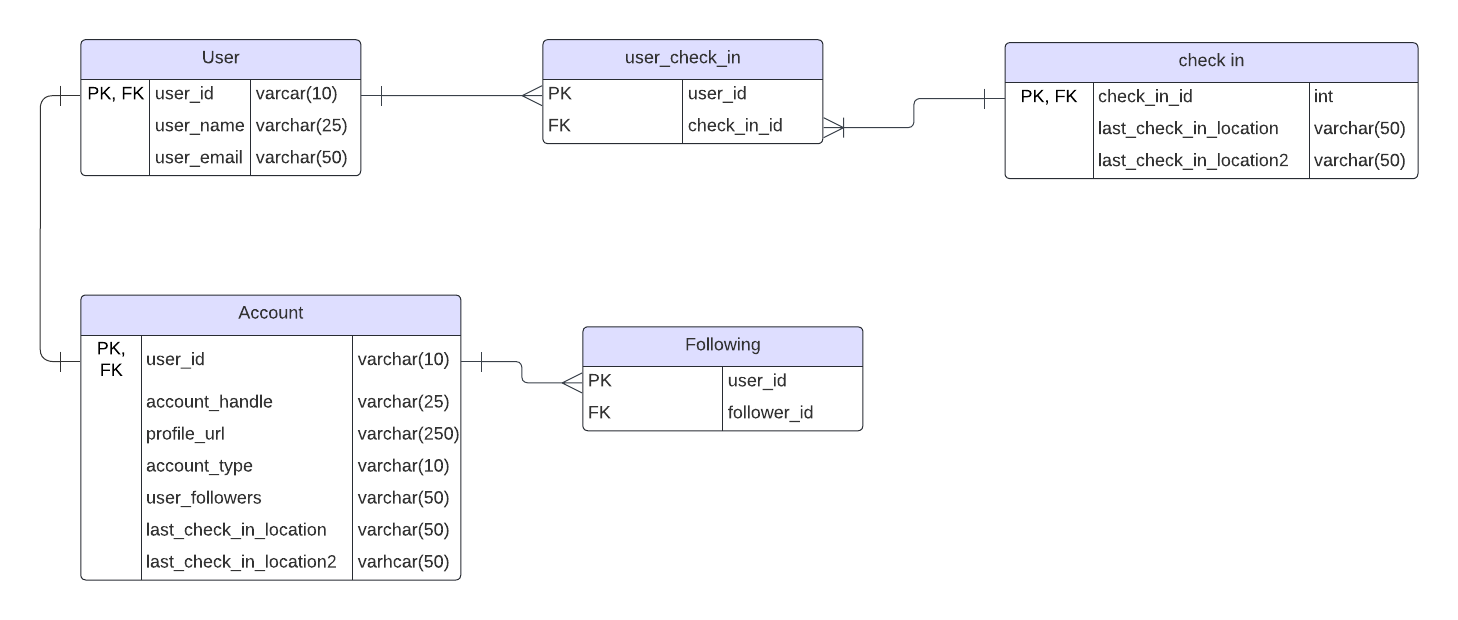 User
PK, FK user_id varcar(10)
user_name varchar(25)
user_email varchar(50)
user_check_in
PK user_id
FK check_in_id
check in
PK, FK check_in_id int
last_check_in_location varchar(50)
last_check_in_location2 varchar(50)
Account
PK,
FK user_id varchar(10)
account_handle varchar(25)
profile_url varchar(250)
account_type varchar(10)
user_followers varchar(50)
last_check_in_location varchar(50)
last_check_in_location2 varhcar(50)
Following
PK user_id
FK follower_id